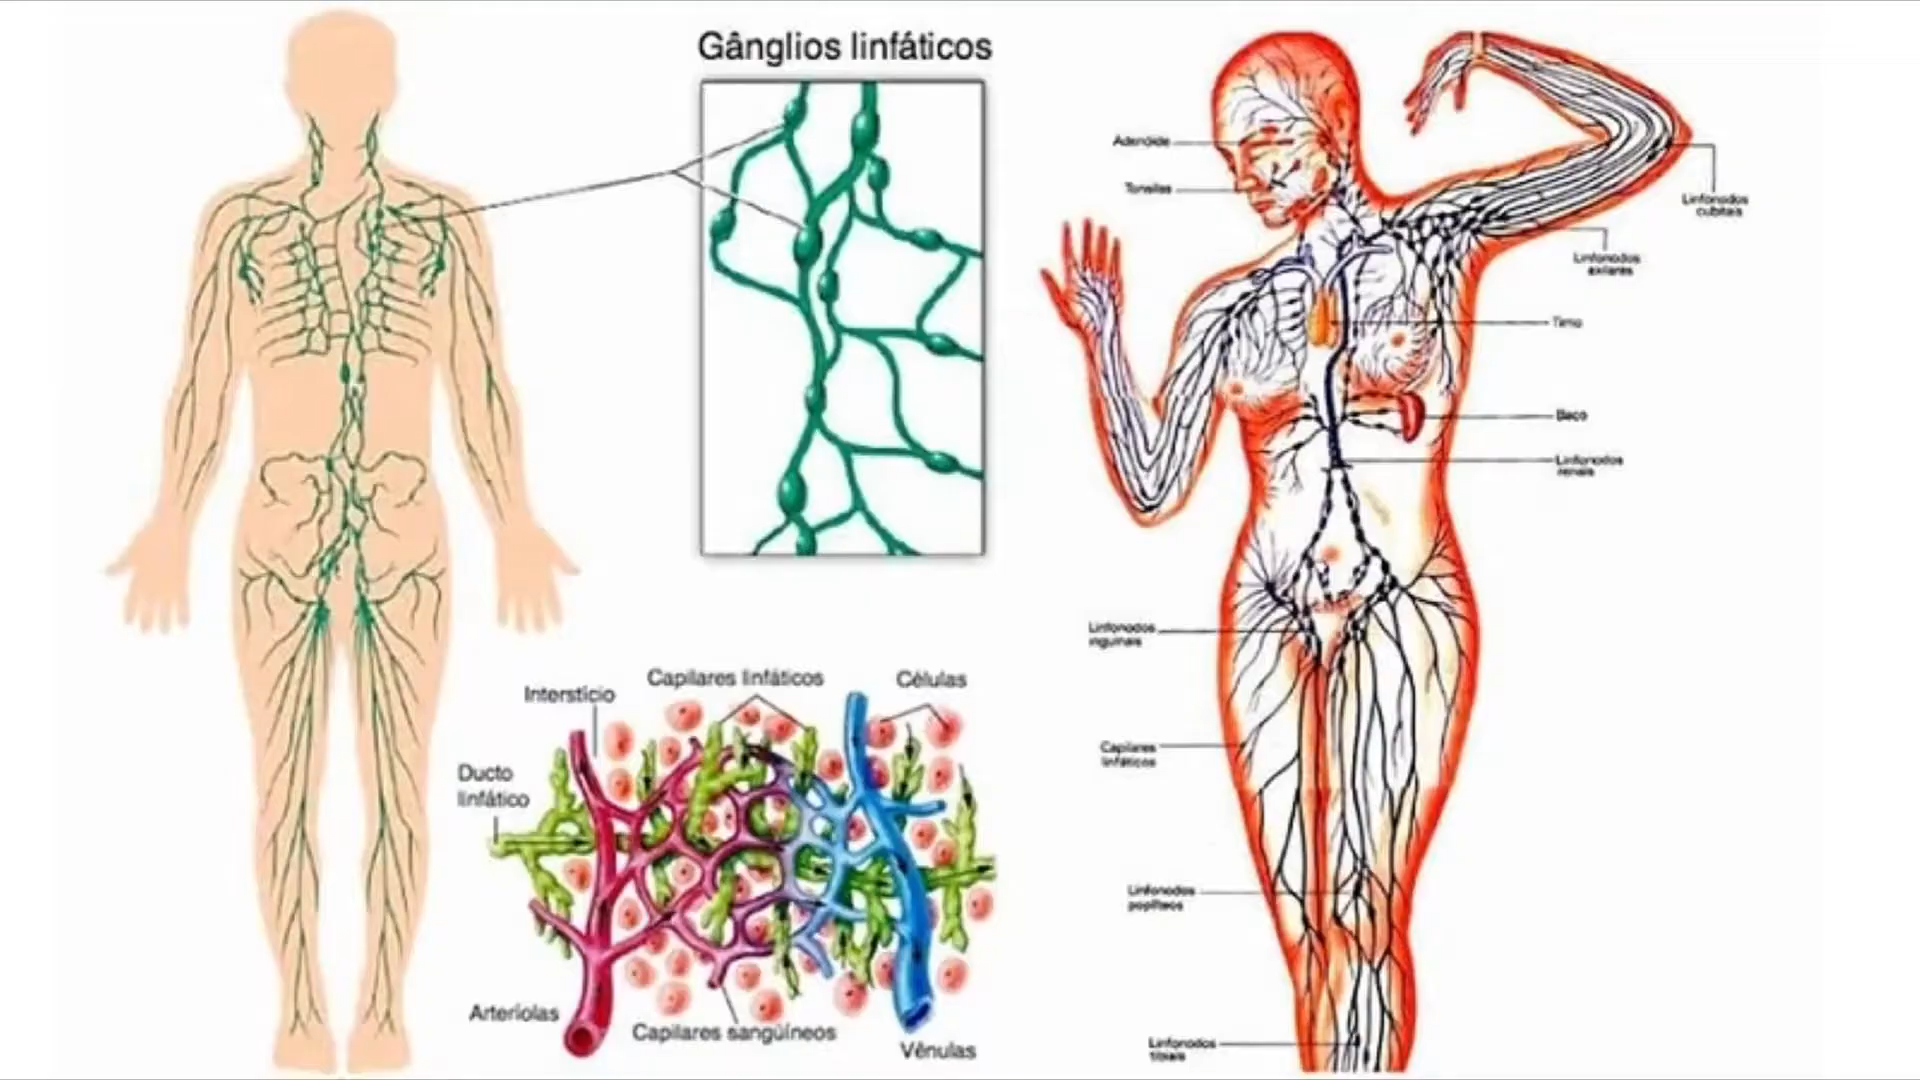 Gânglios linfáticos
Interstício
Capilares linfáticos
Células
Ducto
linfático
Arteríolas
Capilares sangüíneos
Vênulas
Adenóide
Tonsilas
Linfonodos
cubitais
Linfonodos
axilares
Timo
Baço
Linfonodos
renais
Linfonodos
inguinais
Capilares
linfáticos
Linfonodos
poplíteos
Linfonodos
tibiais